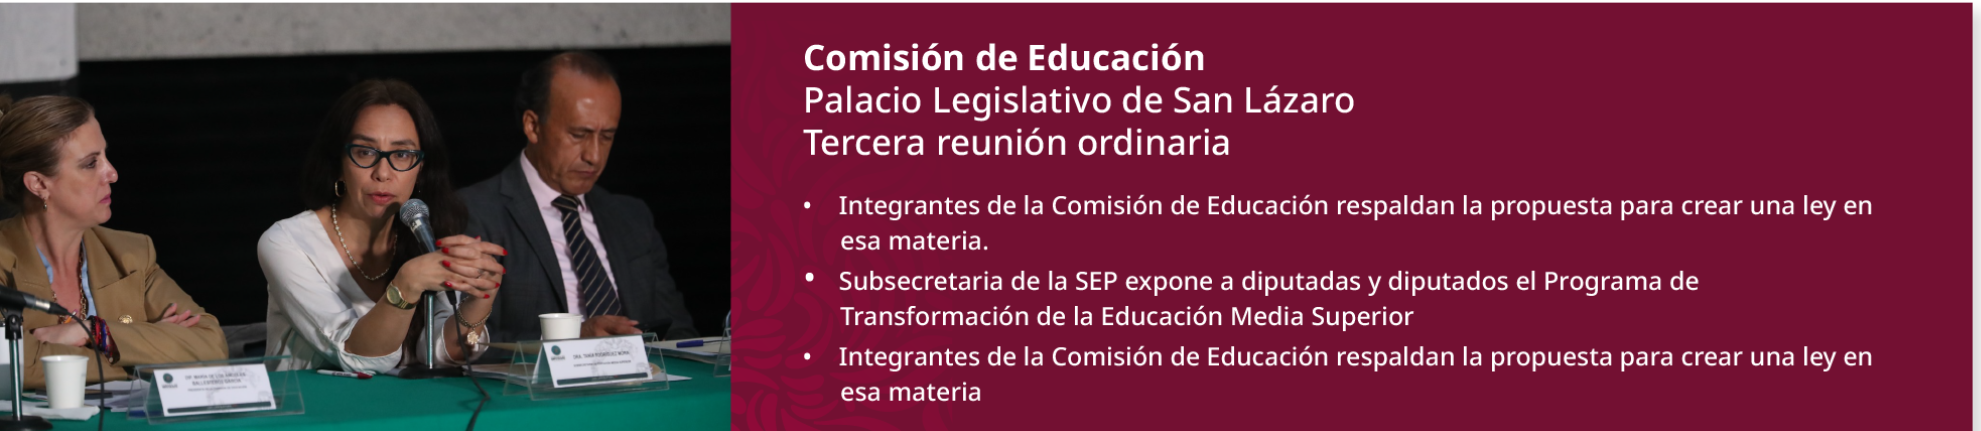 Comisión de Educación
Palacio Legislativo de San Lázaro
Tercera reunión ordinaria
• Integrantes de la Comisión de Educación respaldan la propuesta para crear una ley en
esa materia.
• Subsecretaria de la SEP expone a diputadas y diputados el Programa de
Transformación de la Educación Media Superior
• Integrantes de la Comisión de Educación respaldan la propuesta para crear una ley en
esa materia